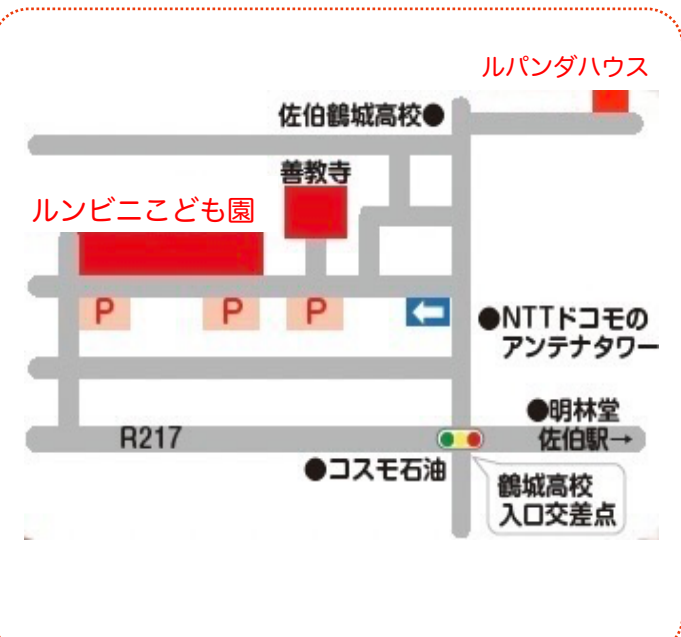 ルパンダハウス
佐伯鶴城高校●
善教寺
ルンビニこども園
P P P
●NTTドコモの
アンテナタワー
●明林堂
R217
佐伯駅→
●コスモ石油
鶴城高校
入口交差点